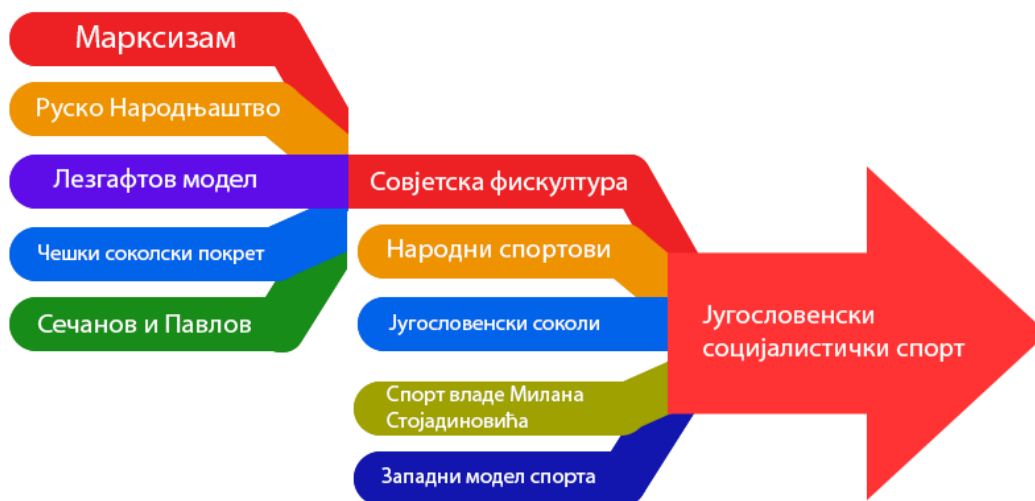 Марксизам
Руско Народњаштво
Лезгафтов модел
Чешки соколски покрет
Сечанов и Павлов
Совјетска фискултура
Народни спортови
Југословенски соколи
Спорт владе Милана
Стојадиновића
Западни модел спорта
Југословенски
социјалистички спорт